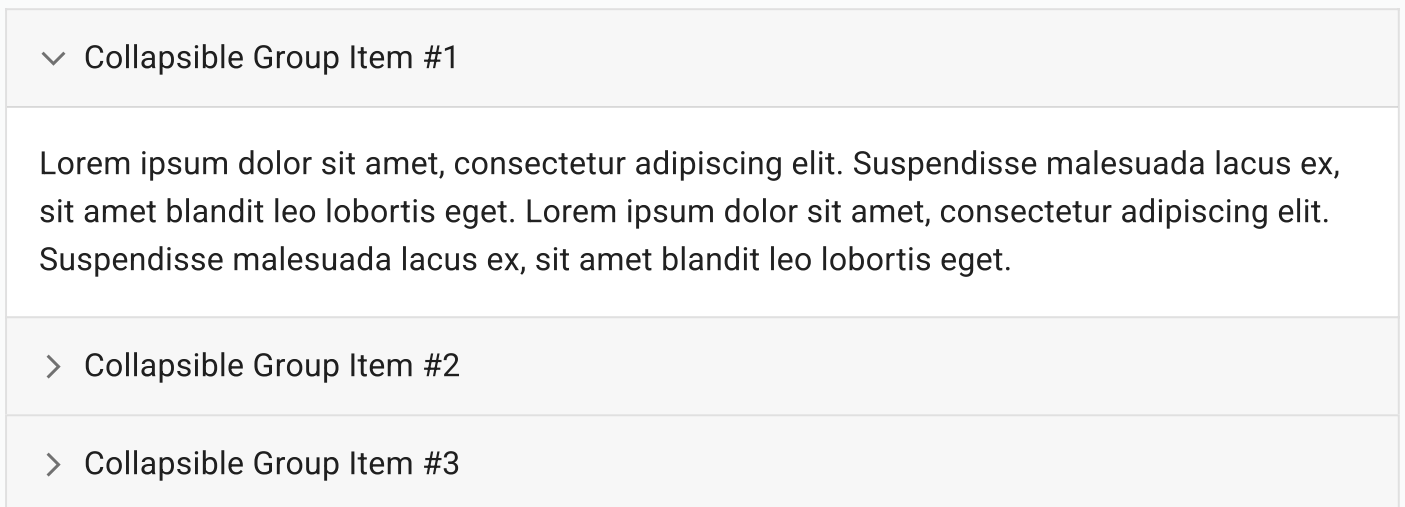 Collapsible Group Item #1
Lorem ipsum dolor sit amet, consectetur adipiscing elit. Suspendisse malesuada lacus ex,
sit amet blandit leo lobortis eget. Lorem ipsum dolor sit amet, consectetur adipiscing elit.
Suspendisse malesuada lacus ex, sit amet blandit leo lobortis eget.
Collapsible Group Item #2
Collapsible Group Item #3